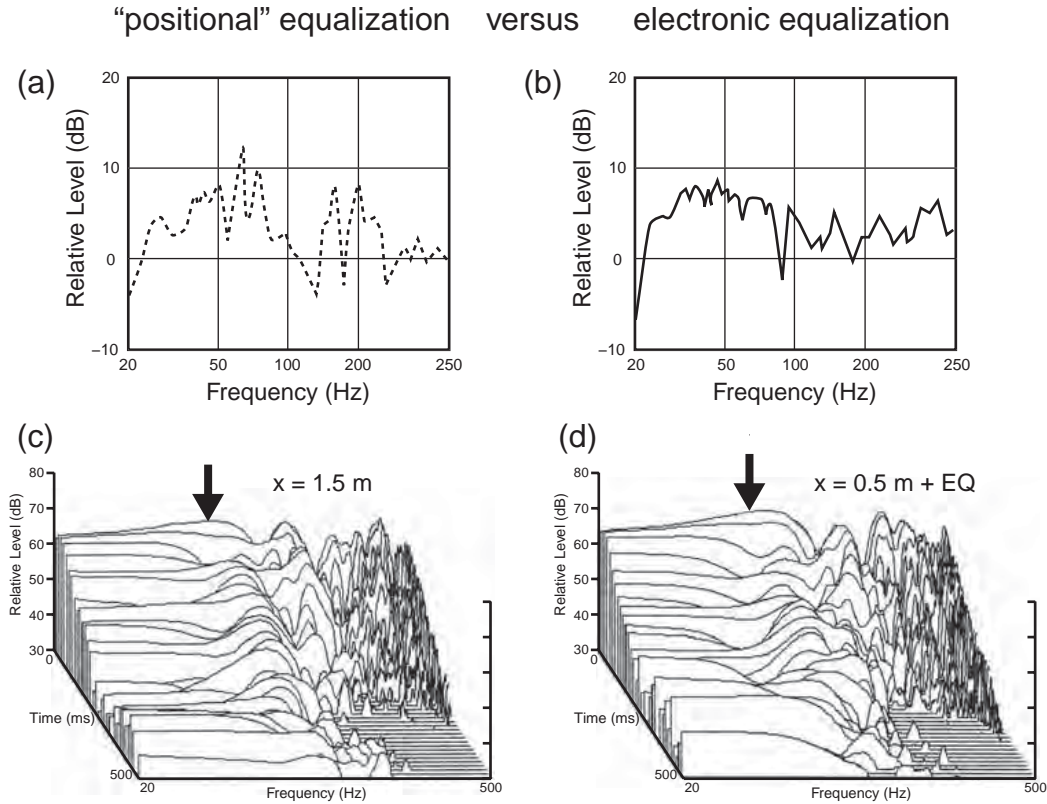 “positional” equalization versus electronic equalization
(a)
20
10
0
–10
Relative Level (dB)
20 50 100 200 250
Frequency (Hz)
(b)
20
10
0
–10
Relative Level (dB)
20 50 100 200 250
Frequency (Hz)
(c)
x = 1.5 m
80
70
60
50
40
30
Relative Level (dB)
0
Time (ms)
500
20 500
Frequency (Hz)
(d)
x = 0.5 m + EQ
80
70
60
50
40
30
Relative Level (dB)
0
Time (ms)
500
20 500
Frequency (Hz)